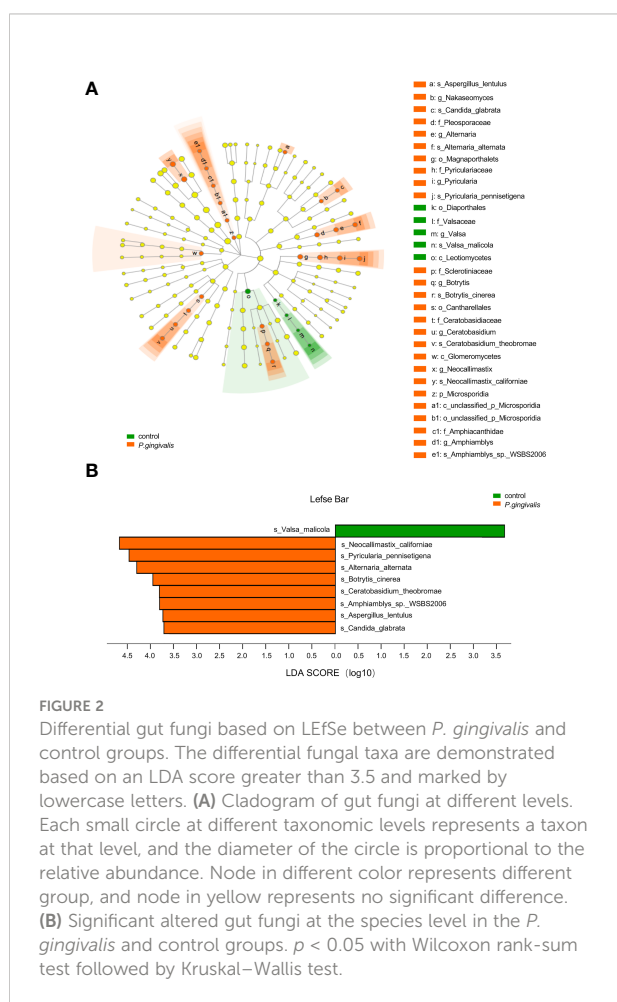 A
a: s_Aspergillus_lentulus
b: g_Nakaseomyces
c: s_Candida_glabrata
d: f_Pleosporaceae
e: g_Alternaria
f: s_Alternaria_alternata
g: o_Magnaporthalets
h: f_Pyriculariaceae
i: g_Pyricularia
j: s_Pyricularia_pennisetigena
k: o_Diaporthales
l: f_Valsaceae
m: g_Valsa
n: s_Valsa_malicola
o: c_Leotiomycetes
p: f_Sclerotiniaceae
q: g_Botrytis
r: s_Botrytis_cinerea
s: o_Cantharellales
t: f_Ceratobasidiaceae
u: g_Ceratobasidium
v: s_Ceratobasidium_theobromae
w: c_Glomeromycetes
x: g_Neocallimastix
y: s_Neocallimastix_californiae
z: p_Microsporidia
a1: c_unclassified_p_Microsporidia
b1: o_unclassified_p_Microsporidia
c1: f_Amphiacanthidae
d1: g_Amphiamblys
e1: s_Amphiamblys_sp._WSBS2006
e1
d1
c1
b1
a1
z
y
x
w
a
b
c
d
e
f
g
h
i
j
k
l
m
n
o
p
q
r
s
t
u
v
control
P.gingivalis
B
Lefse Bar
control
P.gingivalis
s_Valsa_malicola
s_Neocallimastix_californiae
s_Pyricularia_pennisetigena
s_Alternaria_alternata
s_Botrytis_cinerea
s_Ceratobasidium_theobromae
s_Amphiamblys_sp._WSBS2006
s_Aspergillus_lentulus
s_Candida_glabrata
4.5 4.0 3.5 3.0 2.5 2.0 1.5 1.0 0.5 0.0 0.5 1.0 1.5 2.0 2.5 3.0 3.5
LDA SCORE (log10)
FIGURE 2
Differential gut fungi based on LEfSe between P. gingivalis and
control groups. The differential fungal taxa are demonstrated
based on an LDA score greater than 3.5 and marked by
lowercase letters. (A) Cladogram of gut fungi at different levels.
Each small circle at different taxonomic levels represents a taxon
at that level, and the diameter of the circle is proportional to the
relative abundance. Node in different color represents different
group, and node in yellow represents no significant difference.
(B) Significant altered gut fungi at the species level in the P.
gingivalis and control groups. p < 0.05 with Wilcoxon rank-sum
test followed by Kruskal–Wallis test.